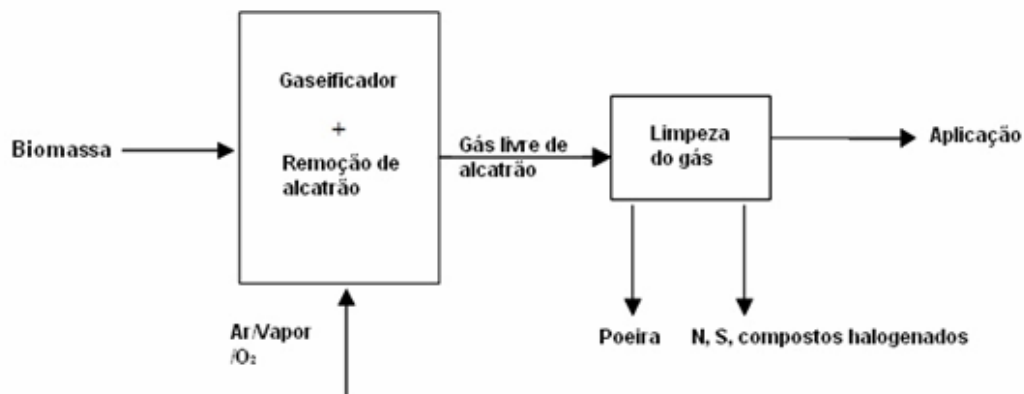 Gaseificador
+
Remoção de
alcatrão
Biomassa
Gás livre de
alcatrão
Limpeza
do gás
Aplicação
Ar/Vapor
/O₂
Poeira
N, S, compostos halogenados